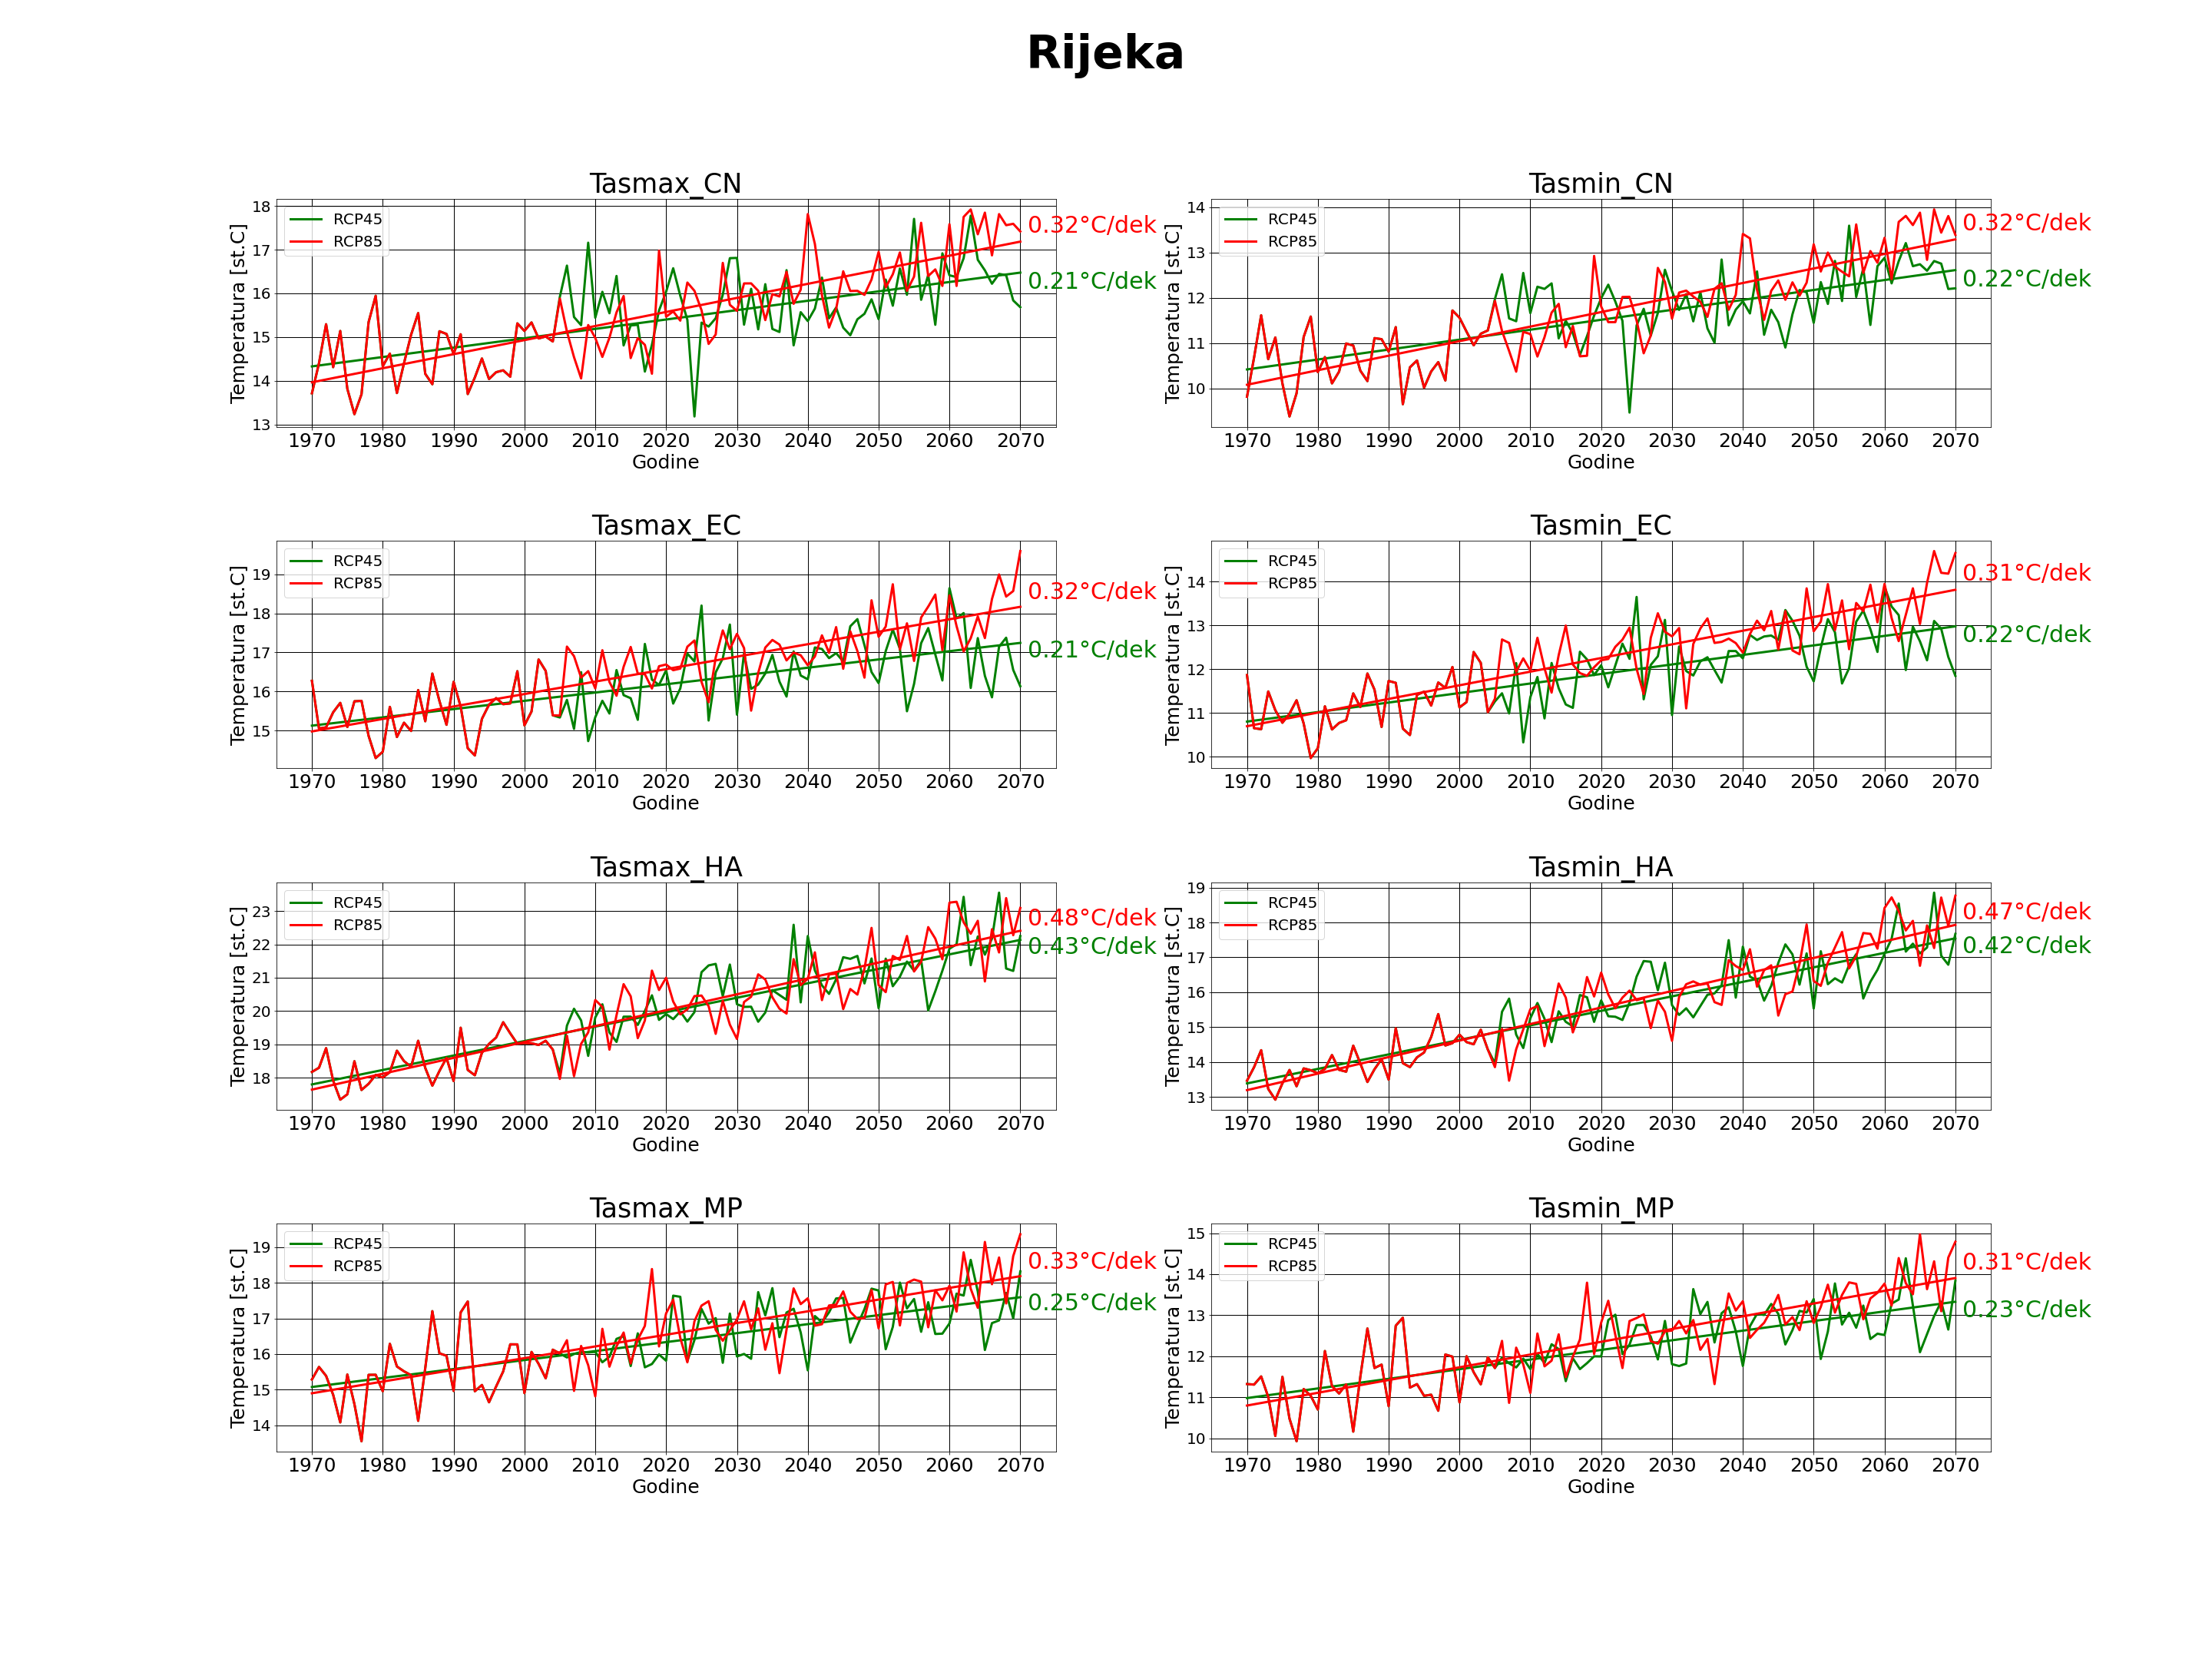 Rijeka
Tasmax_CN
Temperatura [st.C]
18
17
16
15
14
13
RCP45
RCP85
0.32°C/dek
0.21°C/dek
1970 1980 1990 2000 2010 2020 2030 2040 2050 2060 2070
Godine
Tasmin_CN
Temperatura [st.C]
14
13
12
11
10
RCP45
RCP85
0.32°C/dek
0.22°C/dek
1970 1980 1990 2000 2010 2020 2030 2040 2050 2060 2070
Godine
Tasmax_EC
Temperatura [st.C]
19
18
17
16
15
RCP45
RCP85
0.32°C/dek
0.21°C/dek
1970 1980 1990 2000 2010 2020 2030 2040 2050 2060 2070
Godine
Tasmin_EC
Temperatura [st.C]
14
13
12
11
10
RCP45
RCP85
0.31°C/dek
0.22°C/dek
1970 1980 1990 2000 2010 2020 2030 2040 2050 2060 2070
Godine
Tasmax_HA
Temperatura [st.C]
23
22
21
20
19
18
RCP45
RCP85
0.48°C/dek
0.43°C/dek
1970 1980 1990 2000 2010 2020 2030 2040 2050 2060 2070
Godine
Tasmin_HA
Temperatura [st.C]
19
18
17
16
15
14
13
RCP45
RCP85
0.47°C/dek
0.42°C/dek
1970 1980 1990 2000 2010 2020 2030 2040 2050 2060 2070
Godine
Tasmax_MP
Temperatura [st.C]
19
18
17
16
15
14
RCP45
RCP85
0.33°C/dek
0.25°C/dek
1970 1980 1990 2000 2010 2020 2030 2040 2050 2060 2070
Godine
Tasmin_MP
Temperatura [st.C]
15
14
13
12
11
10
RCP45
RCP85
0.31°C/dek
0.23°C/dek
1970 1980 1990 2000 2010 2020 2030 2040 2050 2060 2070
Godine